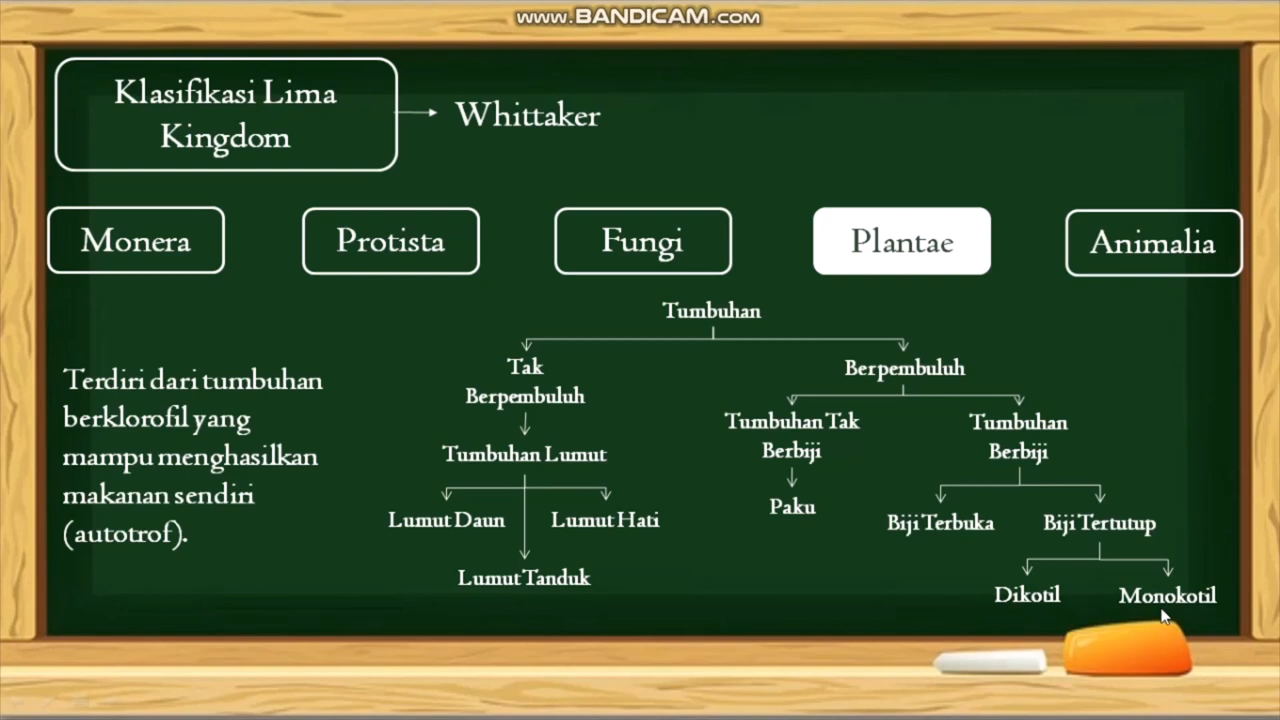 www.BANDICAM.com
Klasifikasi Lima
Kingdom
Whittaker
Monera
Protista
Fungi
Plantae
Animalia
Terdiri dari tumbuhan
berklorofil yang
mampu menghasilkan
makanan sendiri
(autotrof).
Tumbuhan
Tak
Berpembuluh
Berpembuluh
Tumbuhan Lumut
Lumut Daun
Lumut Hati
Lumut Tanduk
Tumbuhan Tak
Berbiji
Paku
Tumbuhan
Berbiji
Biji Terbuka
Biji Tertutup
Dikotil
Monokotil